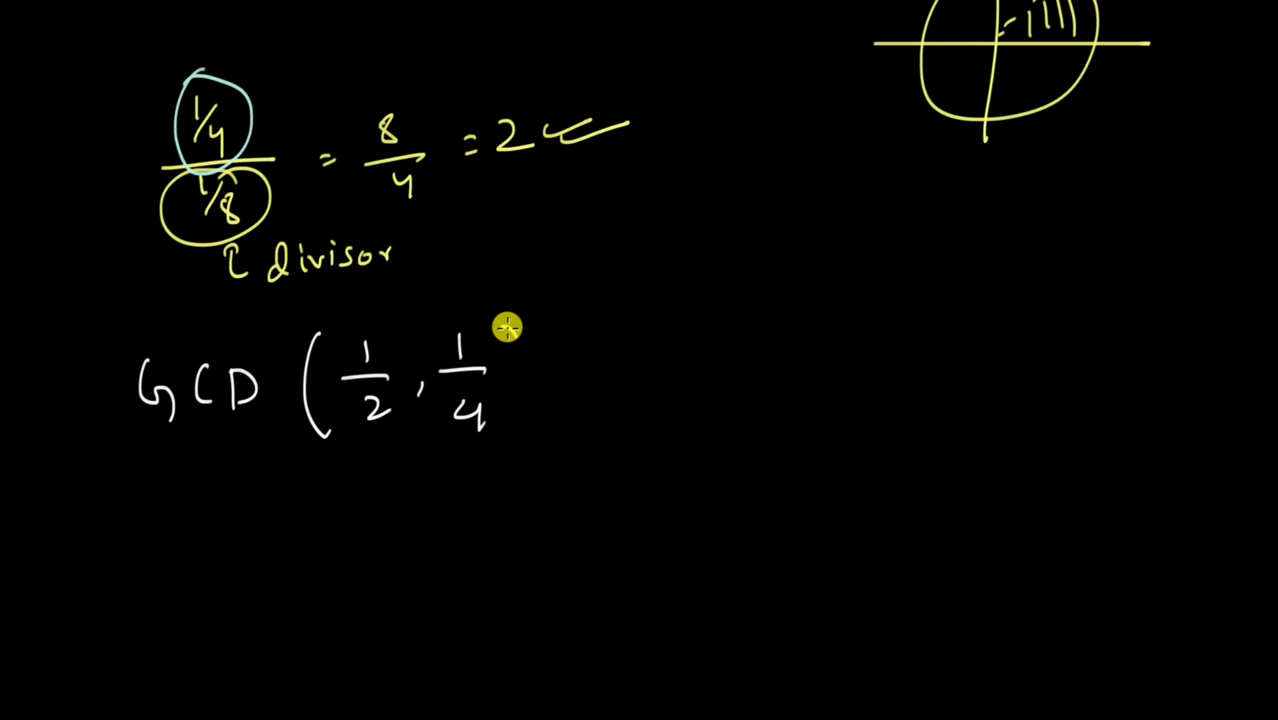 1/4 / 1/8 = 8/4 = 2
divisor
GCD ( 1/2 , 1/4